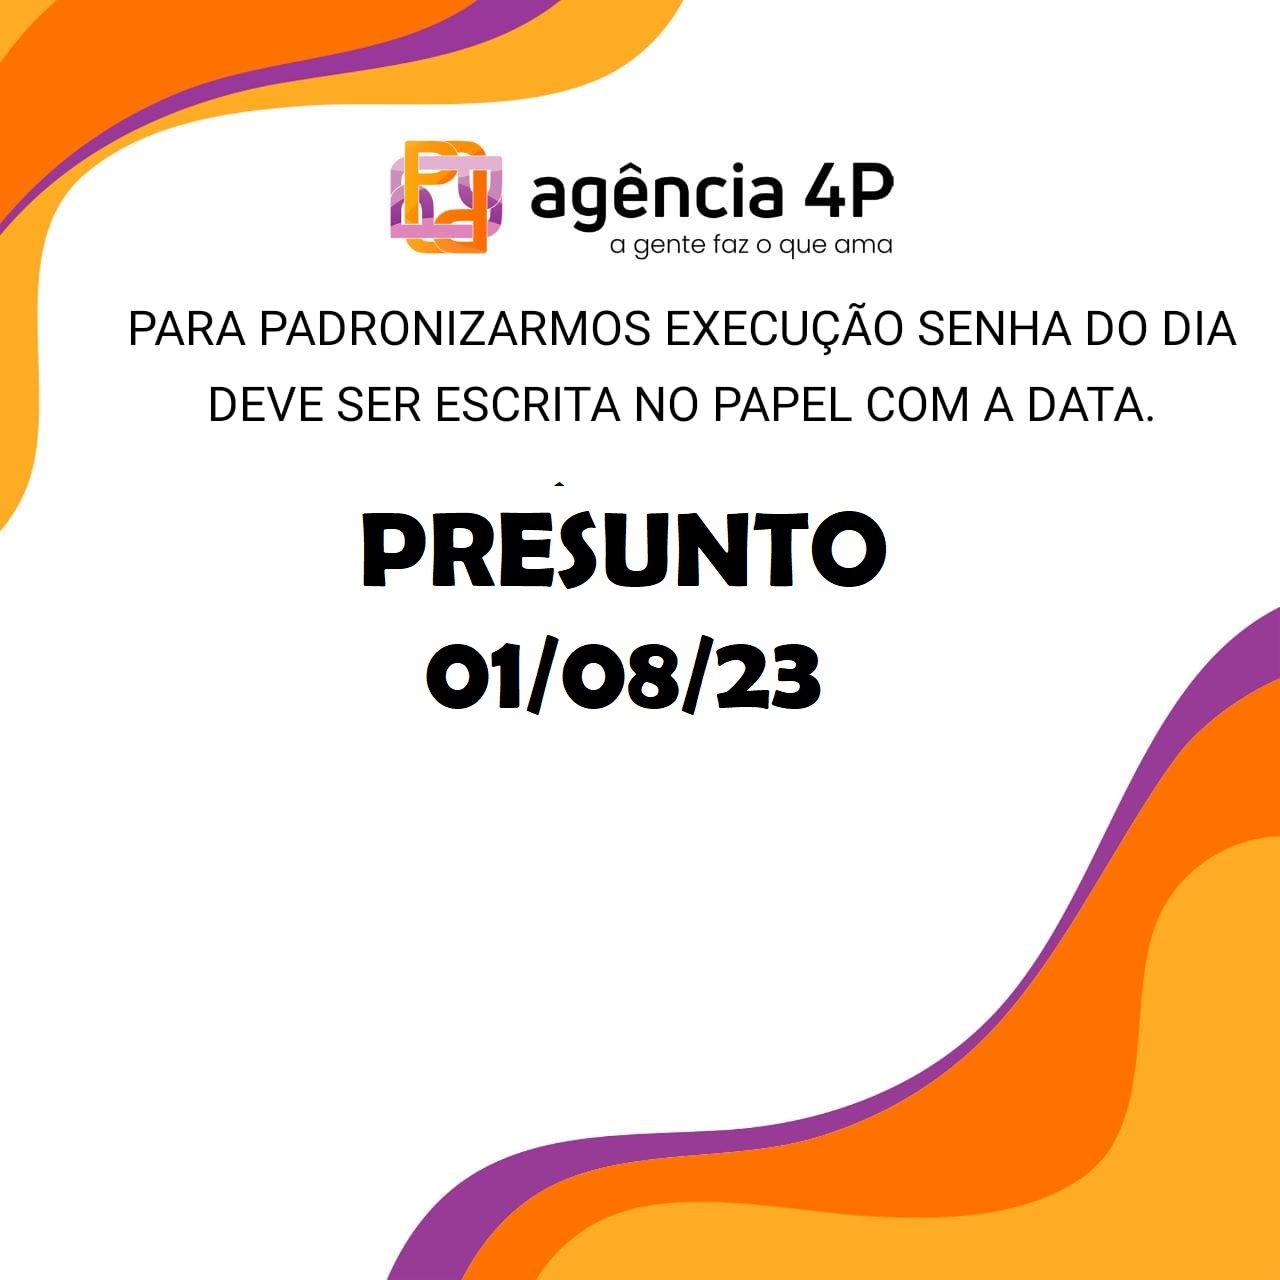 agência 4P
a gente faz o que ama
PARA PADRONIZARMOS EXECUÇÃO SENHA DO DIA
DEVE SER ESCRITA NO PAPEL COM A DATA.
PRESUNTO
01/08/23